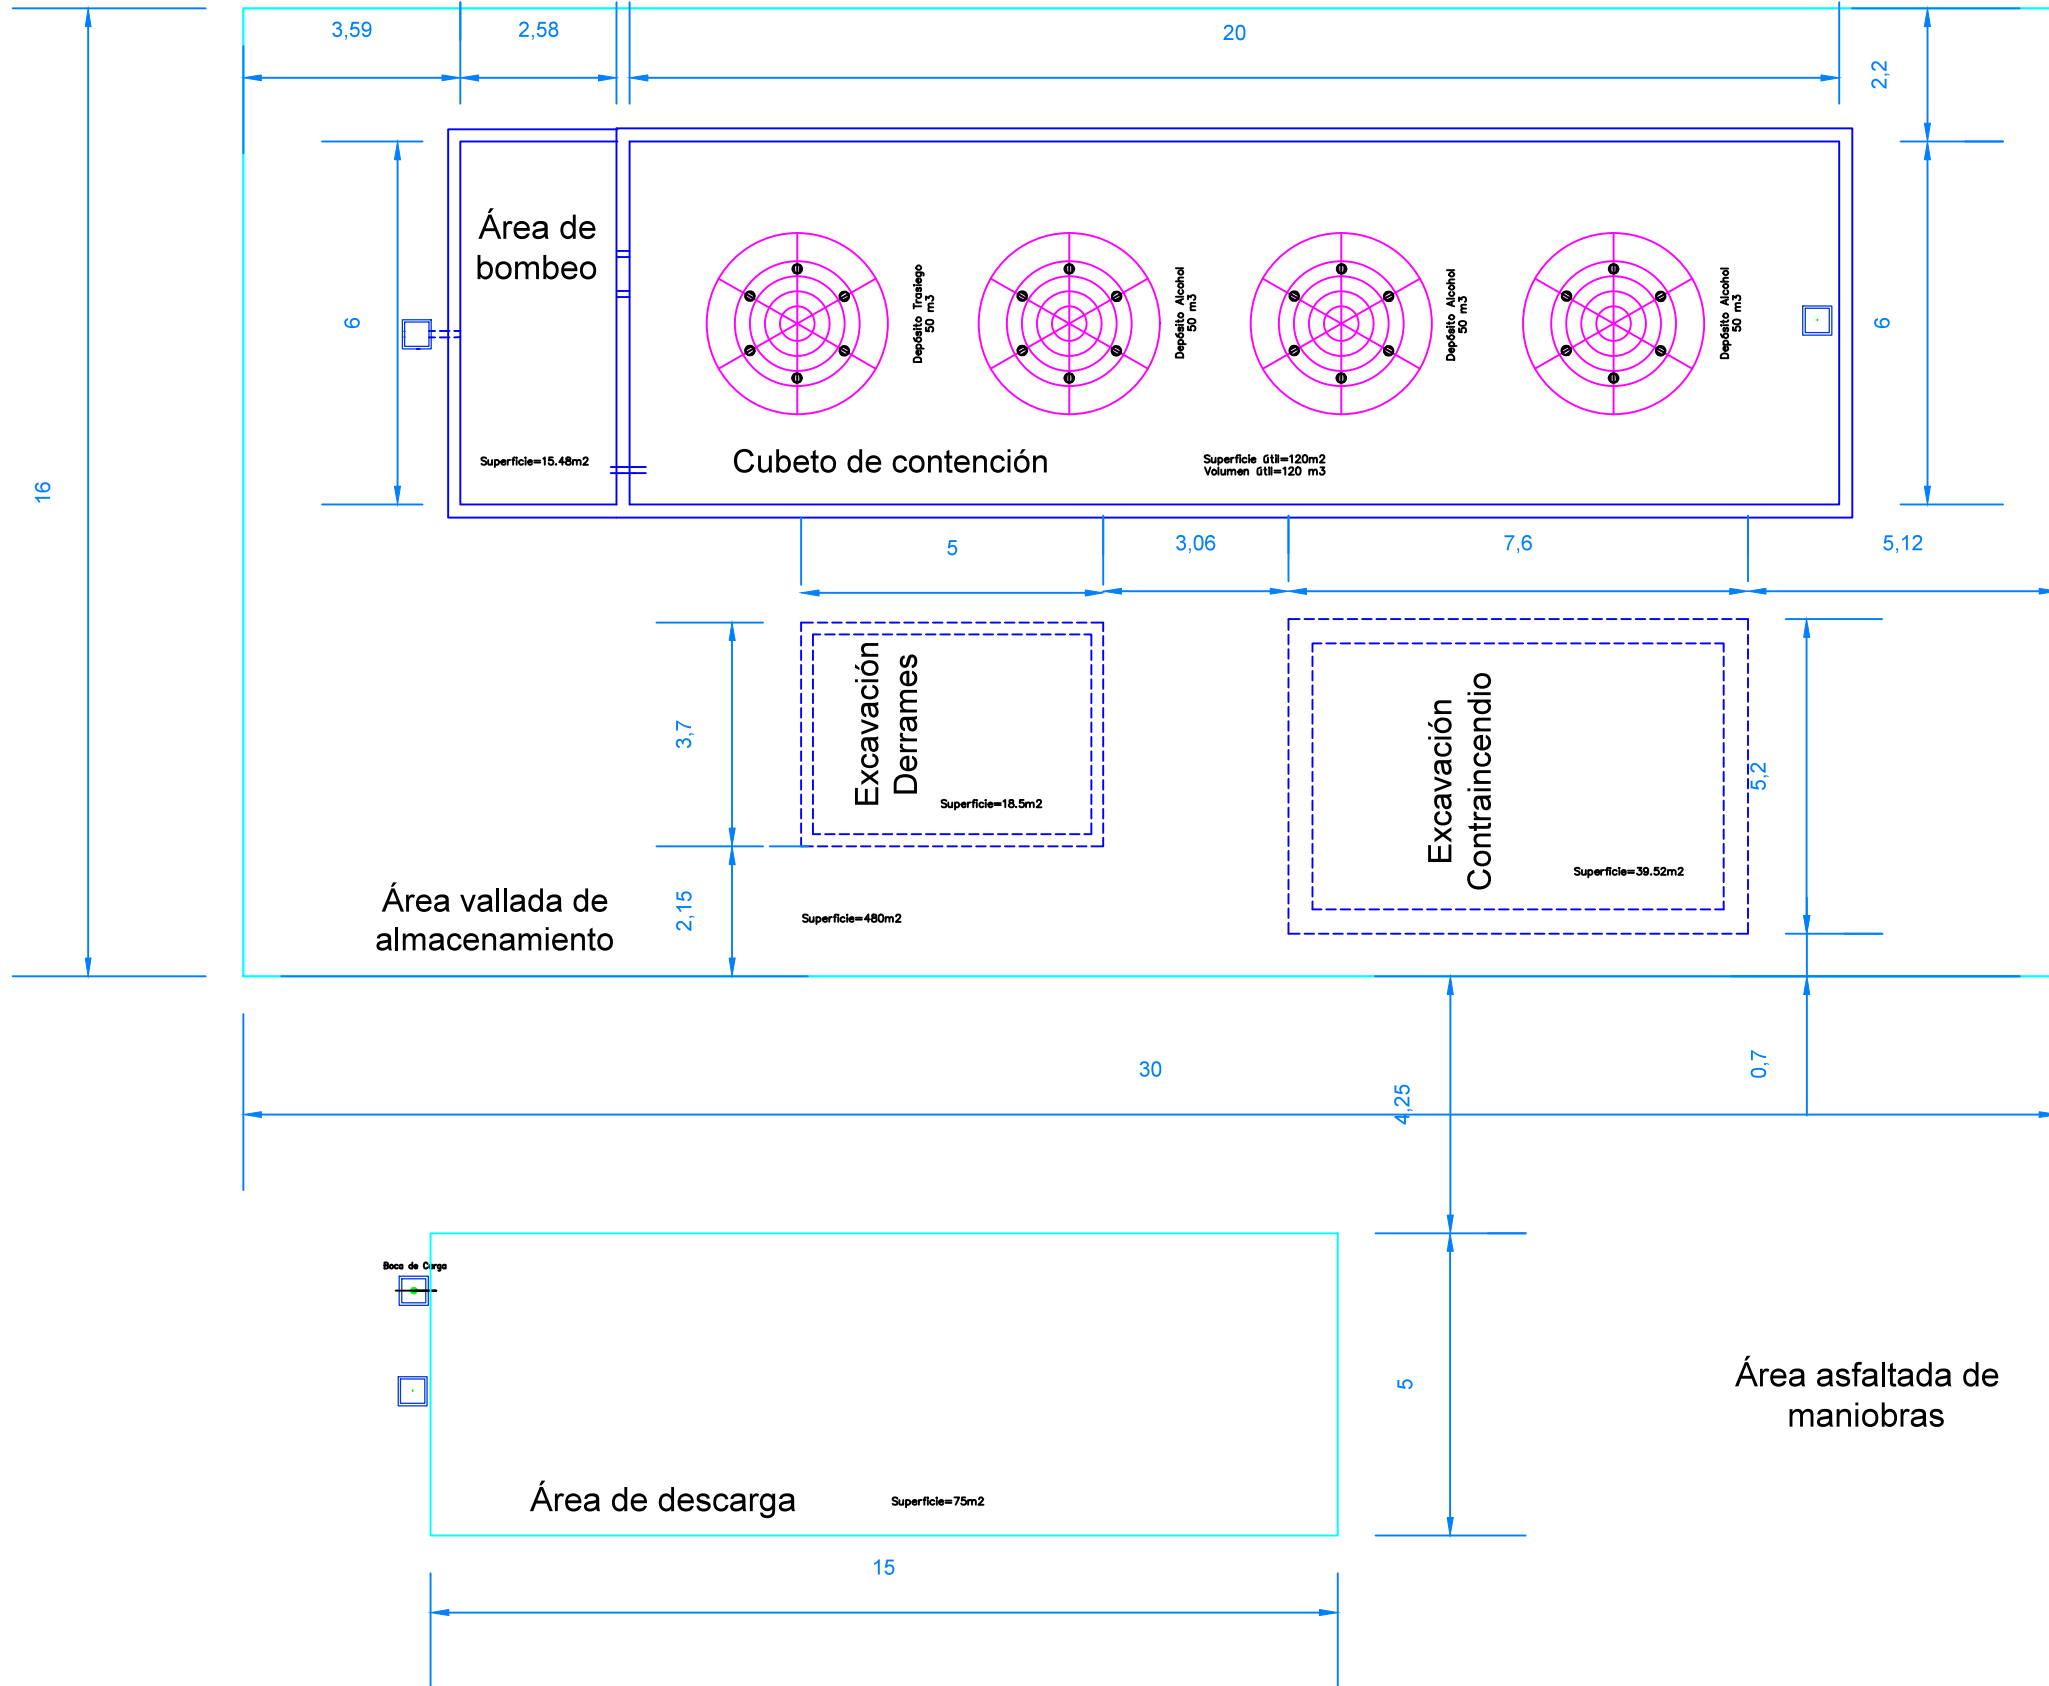 3,59
2,58
20
2,2
Área de
bombeo
6
Depósito Trasiego
50 m3
Depósito Alcohol
50 m3
Depósito Alcohol
50 m3
Depósito Alcohol
50 m3
6
Superficie=15.48m2
Cubeto de contención
Superficie útil=120m2
Volumen útil=120 m3
16
5
3,06
7,6
5,12
3,7
Excavación
Derrames
Superficie=18.5m2
Excavación
Contraincendio
Superficie=39.52m2
5,2
Área vallada de
almacenamiento
2,15
Superficie=480m2
30
4,25
0,7
Boca de Carga
5
Área asfaltada de
maniobras
Área de descarga
Superficie=75m2
15